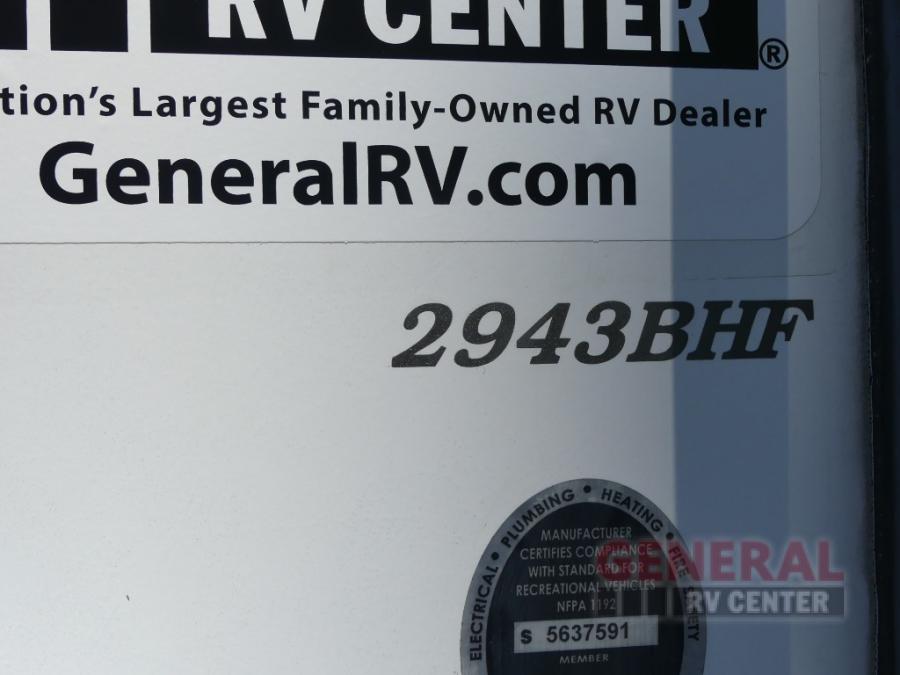 RV CENTER
®
tion's Largest Family-Owned RV Dealer
GeneralRV.com
2943BHF
ELECTRICAL • PLUMBING • HEATING • FIRE SAFETY
MANUFACTURER
CERTIFIES COMPLIANCE
WITH STANDARD FOR
RECREATIONAL VEHICLES
NFPA 1192
S 5637591
MEMBER
GENERAL
RV CENTER